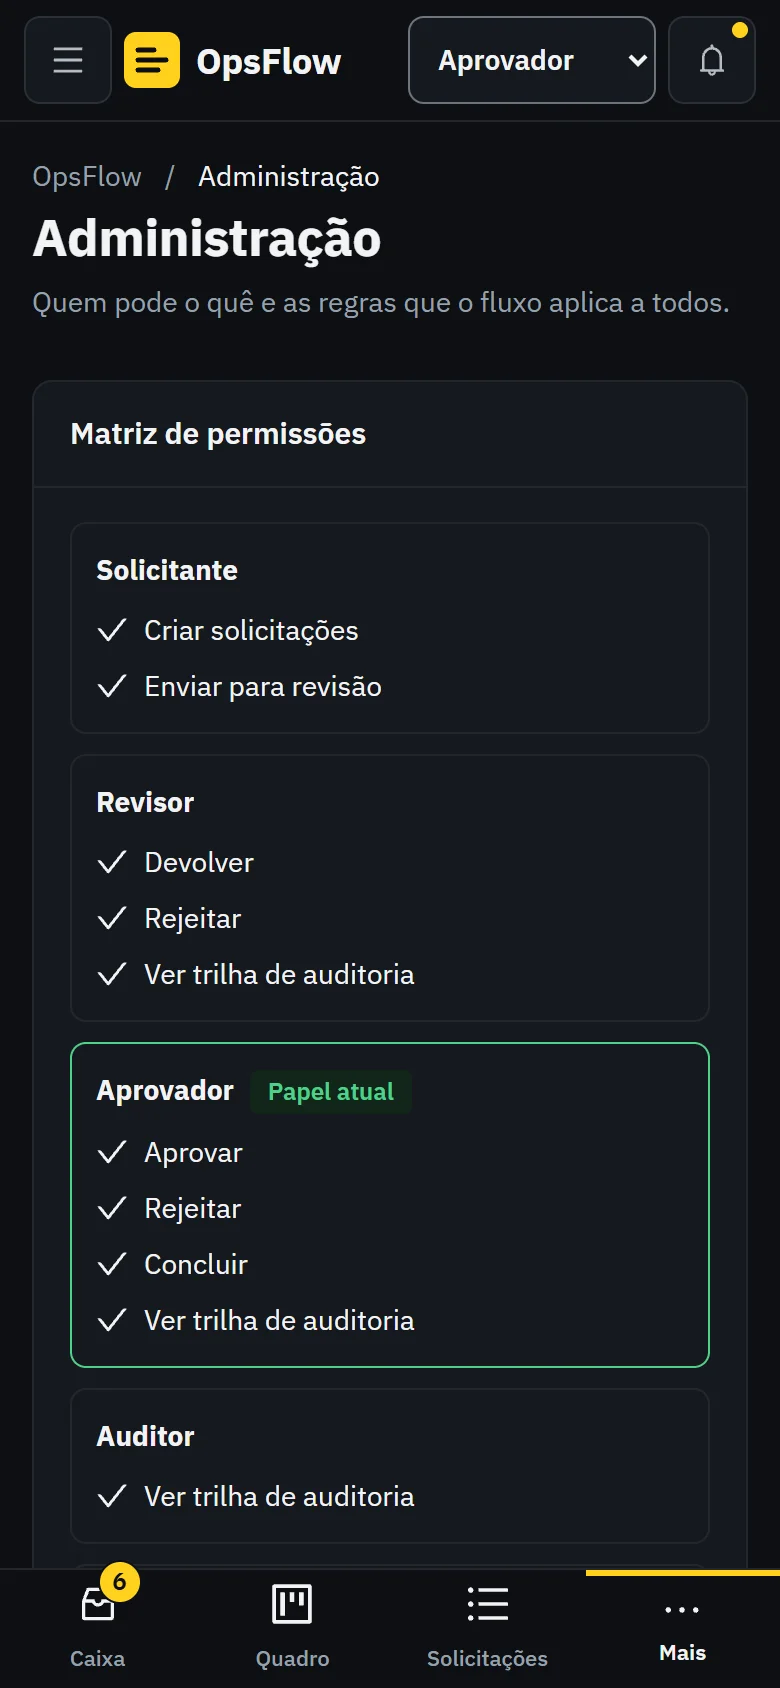 OpsFlow
Aprovador
OpsFlow / Administração
Administração
Quem pode o quê e as regras que o fluxo aplica a todos.
Matriz de permissões
Solicitante
Criar solicitações
Enviar para revisão
Revisor
Devolver
Rejeitar
Ver trilha de auditoria
Aprovador Papel atual
Aprovar
Rejeitar
Concluir
Ver trilha de auditoria
Auditor
Ver trilha de auditoria
6
Caixa Quadro Solicitações Mais